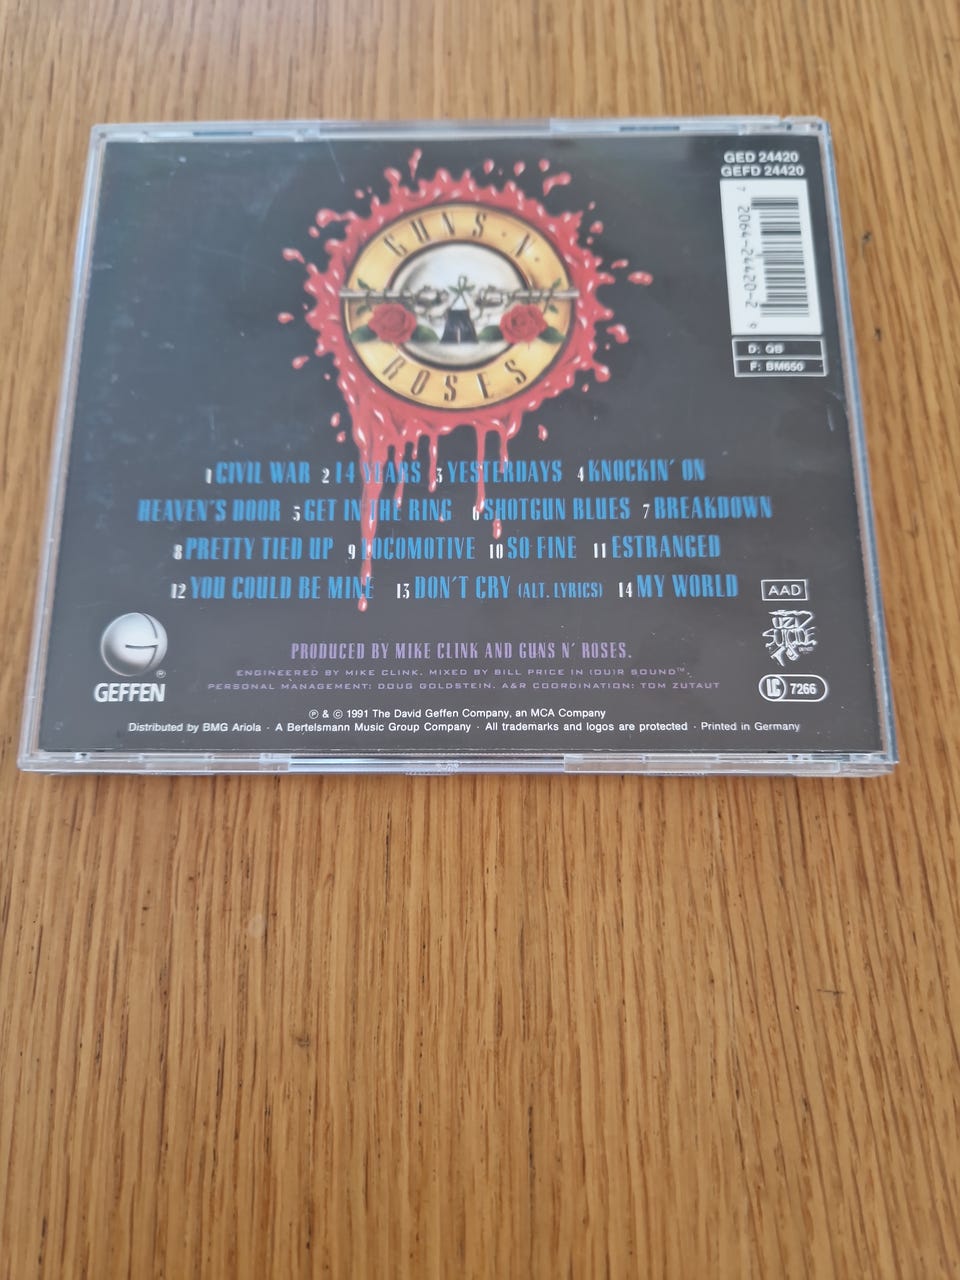 GED 24420
GEFD 24420
7 2064-24420-2 9
D: QB
F: BM650
GUNS · N ·
ROSES
1 CIVIL WAR 2 14 YEARS 3 YESTERDAYS 4 KNOCKIN' ON
HEAVEN'S DOOR 5 GET IN THE RING 6 SHOTGUN BLUES 7 BREAKDOWN
8 PRETTY TIED UP 9 LOCOMOTIVE 10 SO FINE 11 ESTRANGED
12 YOU COULD BE MINE 13 DON'T CRY (ALT. LYRICS) 14 MY WORLD
AAD
UZI
SUICIDE
GEFFEN
®
PRODUCED BY MIKE CLINK AND GUNS N' ROSES.
ENGINEERED BY MIKE CLINK. MIXED BY BILL PRICE IN (OU)R SOUND™
PERSONAL MANAGEMENT: DOUG GOLDSTEIN. A&R COORDINATION: TOM ZUTAUT
LC 7266
℗ & © 1991 The David Geffen Company, an MCA Company
Distributed by BMG Ariola · A Bertelsmann Music Group Company · All trademarks and logos are protected · Printed in Germany